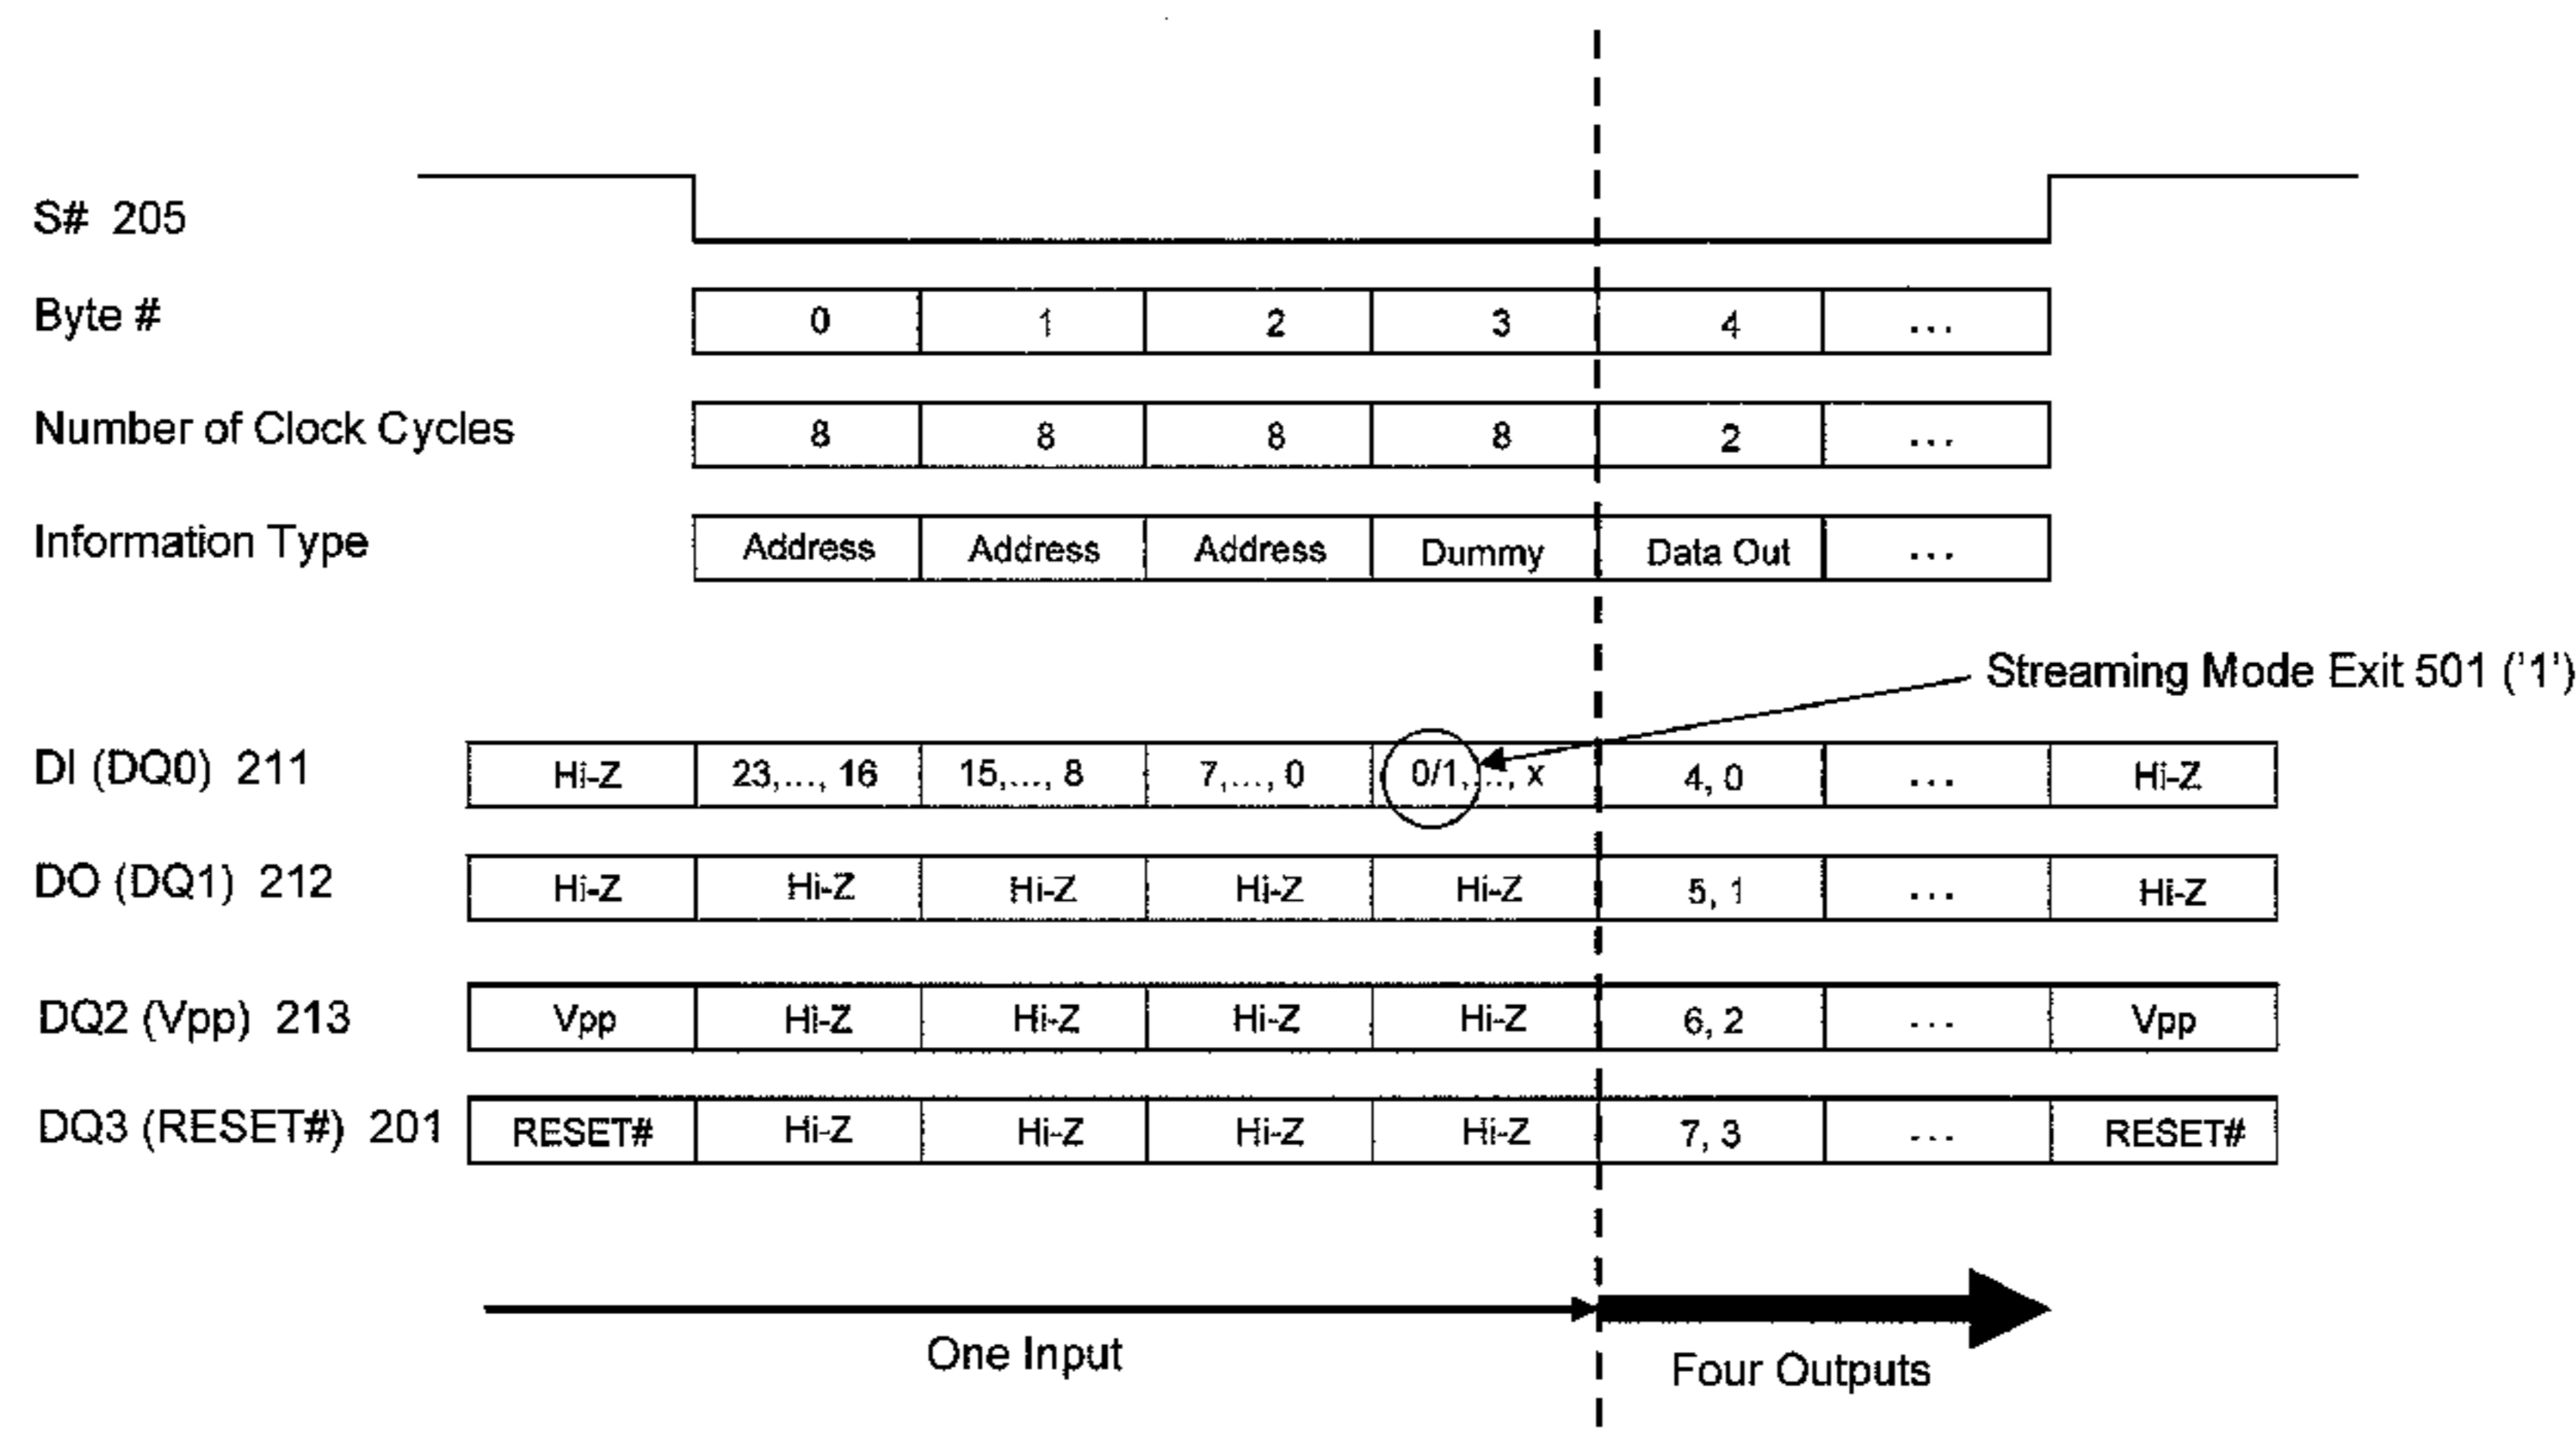 S# 205
Byte # 0 1 2 3 4 ...
Number of Clock Cycles 8 8 8 8 2 ...
Information Type Address Address Address Dummy Data Out ...
Streaming Mode Exit 501 ('1')
DI (DQ0) 211 Hi-Z 23,..., 16 15,..., 8 7,..., 0 0/1,..., x 4, 0 ... Hi-Z
DO (DQ1) 212 Hi-Z Hi-Z Hi-Z Hi-Z Hi-Z 5, 1 ... Hi-Z
DQ2 (Vpp) 213 Vpp Hi-Z Hi-Z Hi-Z Hi-Z 6, 2 ... Vpp
DQ3 (RESET#) 201 RESET# Hi-Z Hi-Z Hi-Z Hi-Z 7, 3 ... RESET#
One Input
Four Outputs